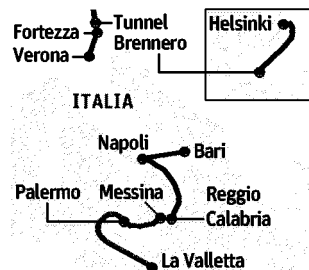 Tunnel
Brennero
Fortezza
Verona
Helsinki
ITALIA
Napoli
Bari
Palermo
Messina
Reggio
Calabria
La Valletta